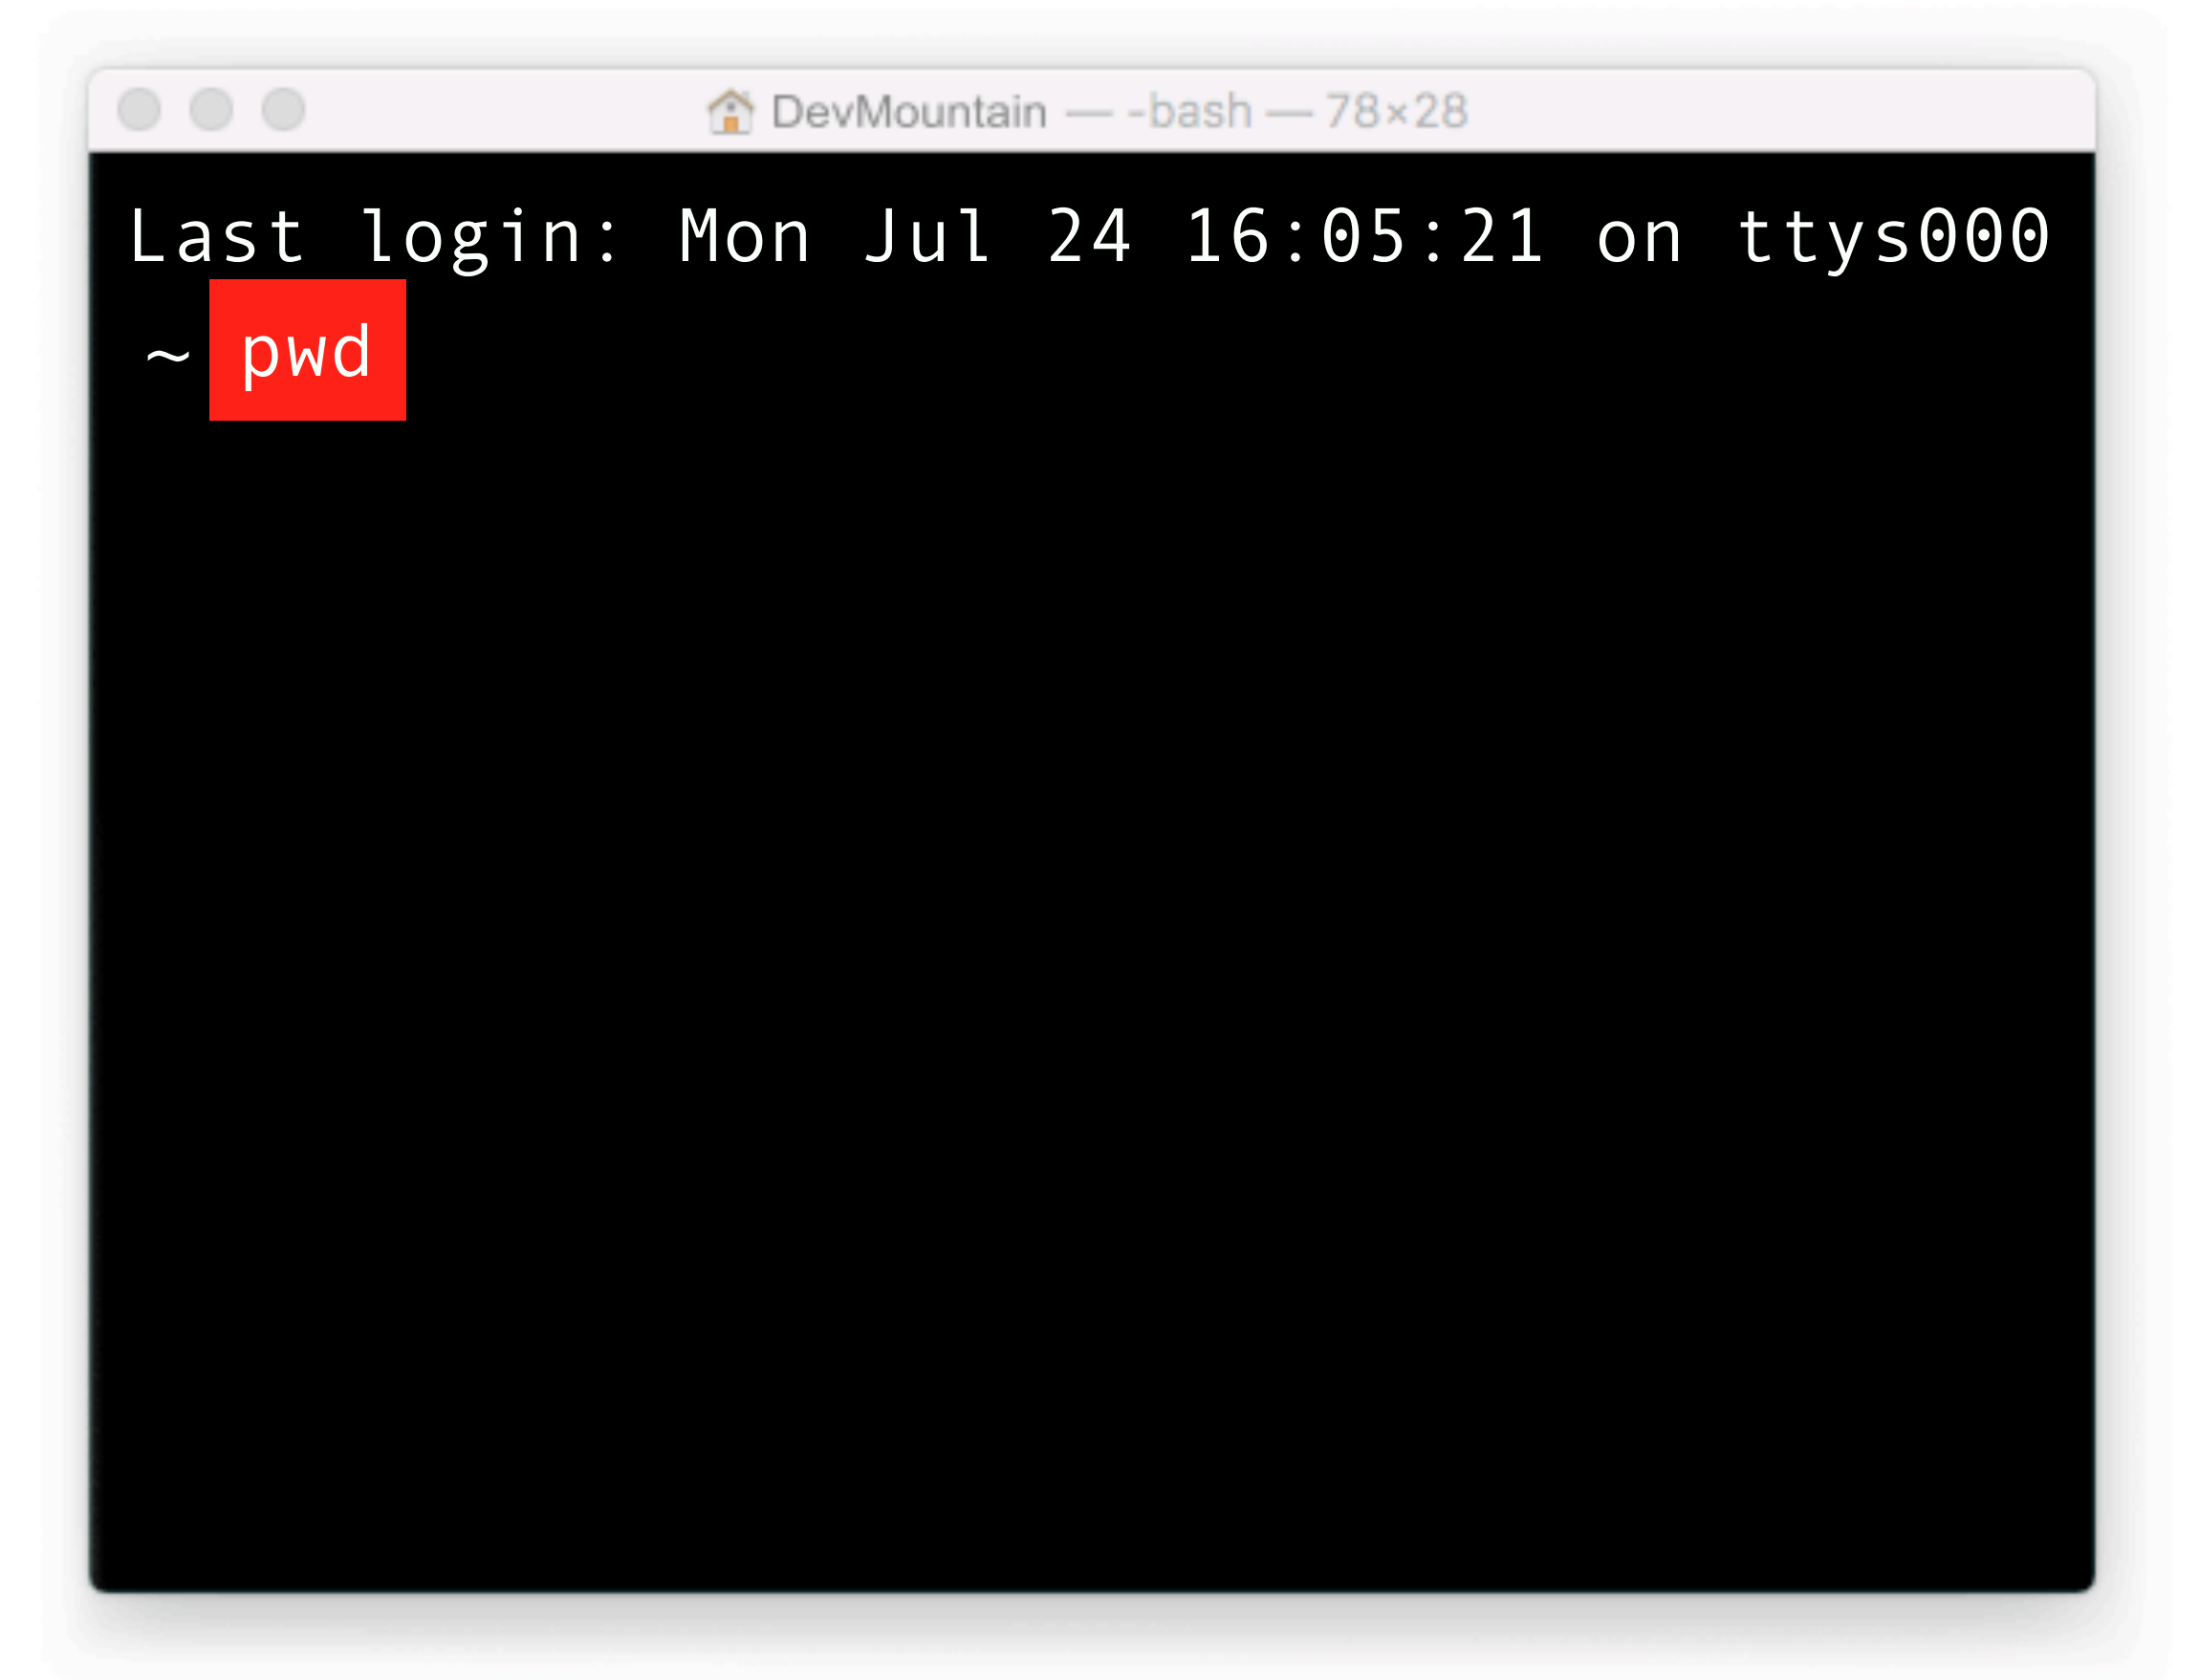 DevMountain — -bash — 78×28
Last login: Mon Jul 24 16:05:21 on ttys000
~ pwd